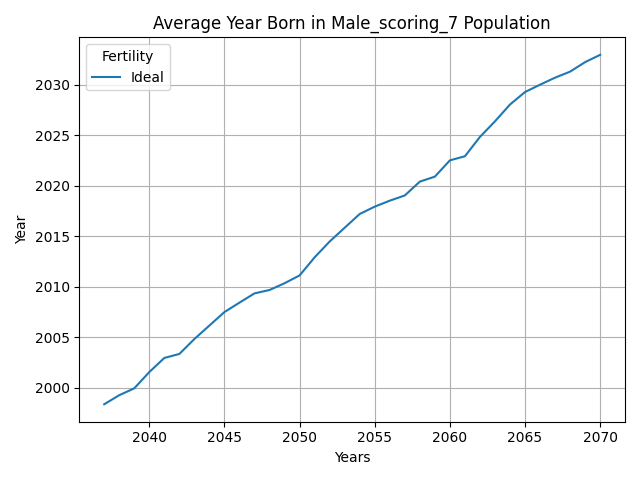 Average Year Born in Male_scoring_7 Population
Fertility
Ideal
Year
2030
2025
2020
2015
2010
2005
2000
2040 2045 2050 2055 2060 2065 2070
Years